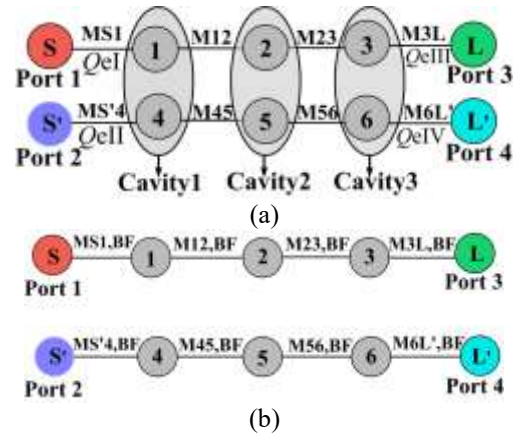 MS1 M12 M23 M3L
S 1 2 3 L
Port 1 QeI QeIII Port 3
MS'4 M45 M56 M6L'
S' 4 5 6 L'
Port 2 QeII QeIV Port 4
Cavity1 Cavity2 Cavity3
(a)
MS1,BF M12,BF M23,BF M3L,BF
S 1 2 3 L
Port 1 Port 3
MS'4,BF M45,BF M56,BF M6L',BF
S' 4 5 6 L'
Port 2 Port 4
(b)